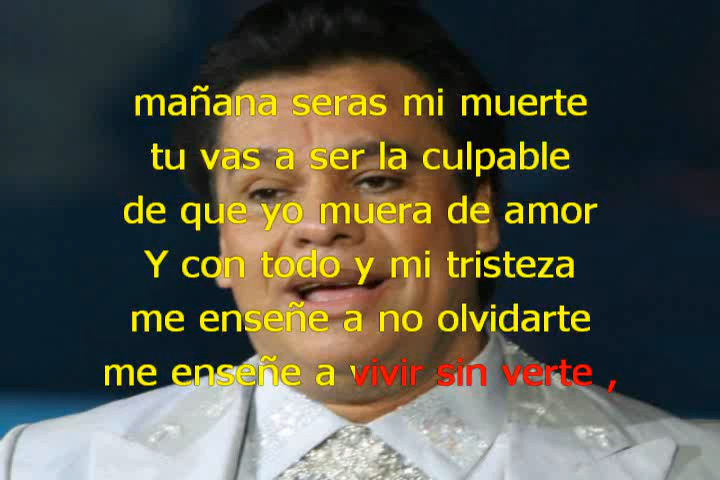 mañana seras mi muerte
tu vas a ser la culpable
de que yo muera de amor
Y con todo y mi tristeza
me enseñe a no olvidarte
me enseñe a vivir sin verte ,